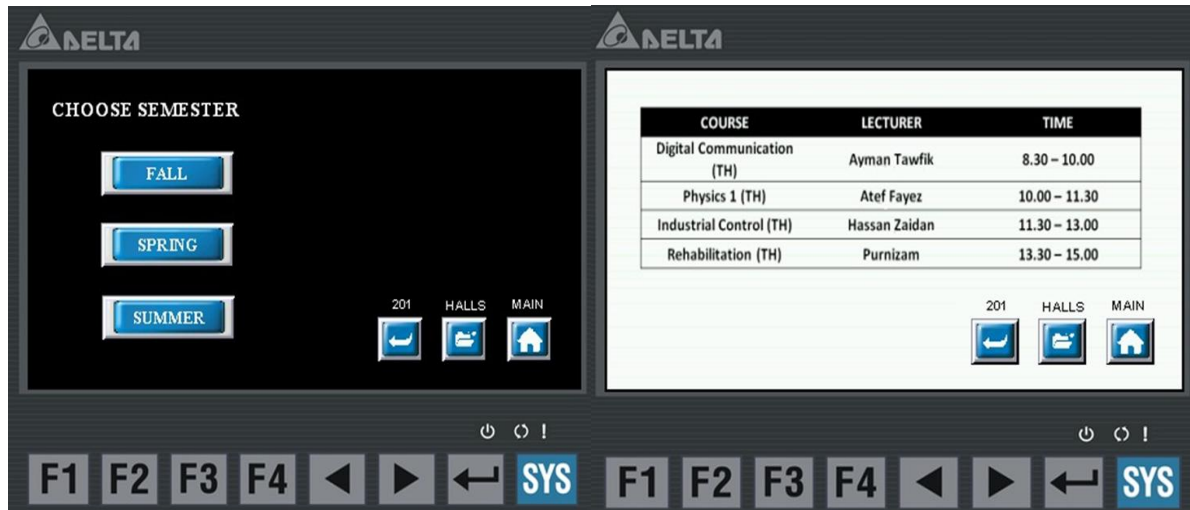 DELTA
CHOOSE SEMESTER
FALL
SPRING
SUMMER
201 HALLS MAIN
F1 F2 F3 F4 SYS
DELTA
COURSE LECTURER TIME
Digital Communication
(TH) Ayman Tawfik 8.30 – 10.00
Physics 1 (TH) Atef Fayez 10.00 – 11.30
Industrial Control (TH) Hassan Zaidan 11.30 – 13.00
Rehabilitation (TH) Purnizam 13.30 – 15.00
201 HALLS MAIN
F1 F2 F3 F4 SYS